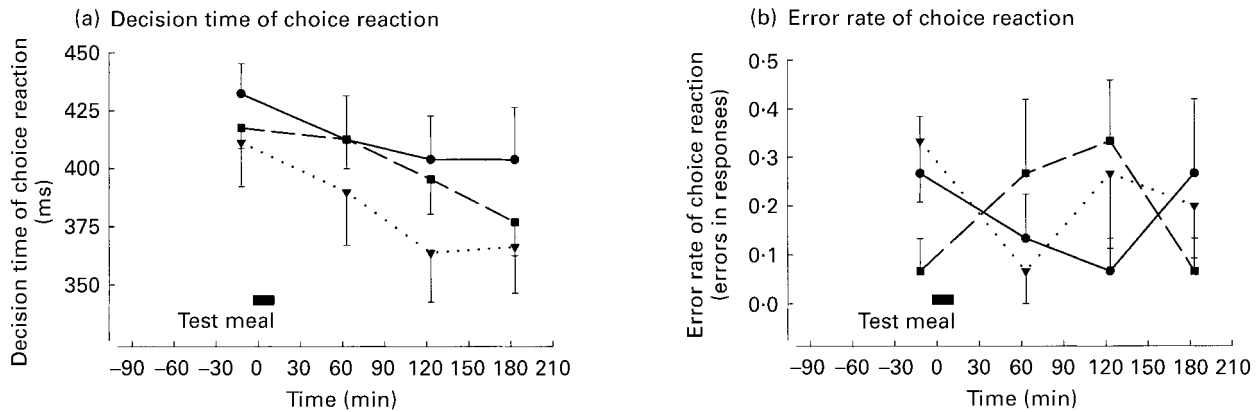 (a) Decision time of choice reaction
450
425
400
375
350
Decision time of choice reaction
(ms)
Test meal
−90 −60 −30 0 30 60 90 120 150 180 210
Time (min)
(b) Error rate of choice reaction
0·5
0·4
0·3
0.2
0·1
0·0
Error rate of choice reaction
(errors in responses)
Test meal
−90 −60 −30 0 30 60 90 120 150 180 210
Time (min)